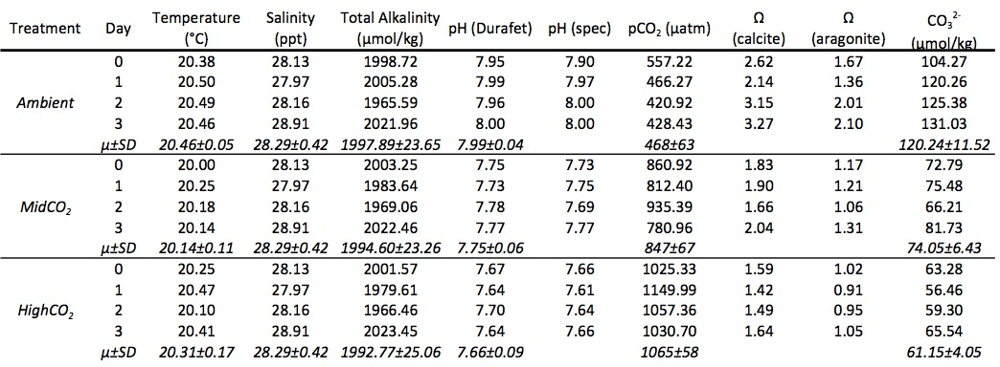 Treatment Day Temperature (°C) Salinity (ppt) Total Alkalinity (μmol/kg) pH (Durafet) pH (spec) pCO₂ (μatm) Ω (calcite) Ω (aragonite) CO₃²⁻ (μmol/kg)
0 20.38 28.13 1998.72 7.95 7.90 557.22 2.62 1.67 104.27
1 20.50 27.97 2005.28 7.99 7.97 466.27 2.14 1.36 120.26
Ambient 2 20.49 28.16 1965.59 7.96 8.00 420.92 3.15 2.01 125.38
3 20.46 28.91 2021.96 8.00 8.00 428.43 3.27 2.10 131.03
μ±SD 20.46±0.05 28.29±0.42 1997.89±23.65 7.99±0.04 468±63 120.24±11.52
0 20.00 28.13 2003.25 7.75 7.73 860.92 1.83 1.17 72.79
1 20.25 27.97 1983.64 7.73 7.75 812.40 1.90 1.21 75.48
MidCO₂ 2 20.18 28.16 1969.06 7.78 7.69 935.39 1.66 1.06 66.21
3 20.14 28.91 2022.46 7.77 7.77 780.96 2.04 1.31 81.73
μ±SD 20.14±0.11 28.29±0.42 1994.60±23.26 7.75±0.06 847±67 74.05±6.43
0 20.25 28.13 2001.57 7.67 7.66 1025.33 1.59 1.02 63.28
1 20.47 27.97 1979.61 7.64 7.61 1149.99 1.42 0.91 56.46
HighCO₂ 2 20.10 28.16 1966.46 7.70 7.64 1057.36 1.49 0.95 59.30
3 20.41 28.91 2023.45 7.64 7.66 1030.70 1.64 1.05 65.54
μ±SD 20.31±0.17 28.29±0.42 1992.77±25.06 7.66±0.09 1065±58 61.15±4.05